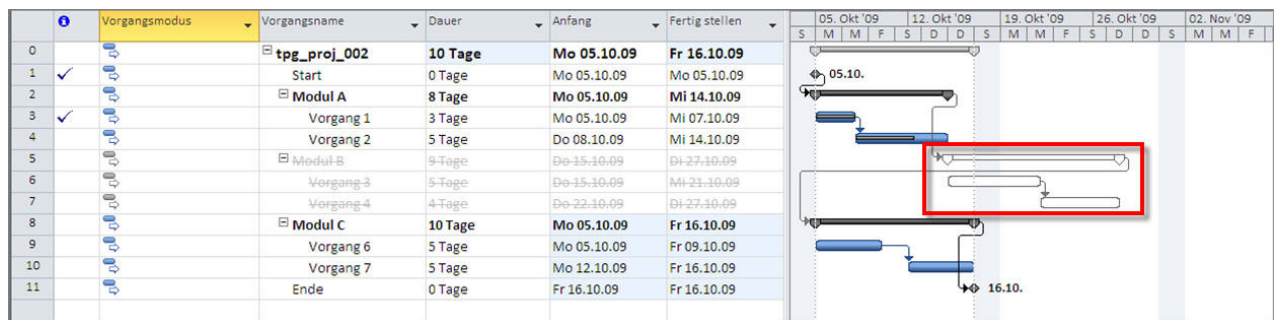 Vorgangsmodus Vorgangsname Dauer Anfang Fertig stellen 05. Okt '09 12. Okt '09 19. Okt '09 26. Okt '09 02. Nov '09
S M M F S D D S M M F S D D S M M F
0 tpg_proj_002 10 Tage Mo 05.10.09 Fr 16.10.09
1 Start 0 Tage Mo 05.10.09 Mo 05.10.09 05.10.
2 Modul A 8 Tage Mo 05.10.09 Mi 14.10.09
3 Vorgang 1 3 Tage Mo 05.10.09 Mi 07.10.09
4 Vorgang 2 5 Tage Do 08.10.09 Mi 14.10.09
5 Modul B 9 Tage Do 15.10.09 Di 27.10.09
6 Vorgang 3 5 Tage Do 15.10.09 Mi 21.10.09
7 Vorgang 4 4 Tage Do 22.10.09 Di 27.10.09
8 Modul C 10 Tage Mo 05.10.09 Fr 16.10.09
9 Vorgang 6 5 Tage Mo 05.10.09 Fr 09.10.09
10 Vorgang 7 5 Tage Mo 12.10.09 Fr 16.10.09
11 Ende 0 Tage Fr 16.10.09 Fr 16.10.09 16.10.